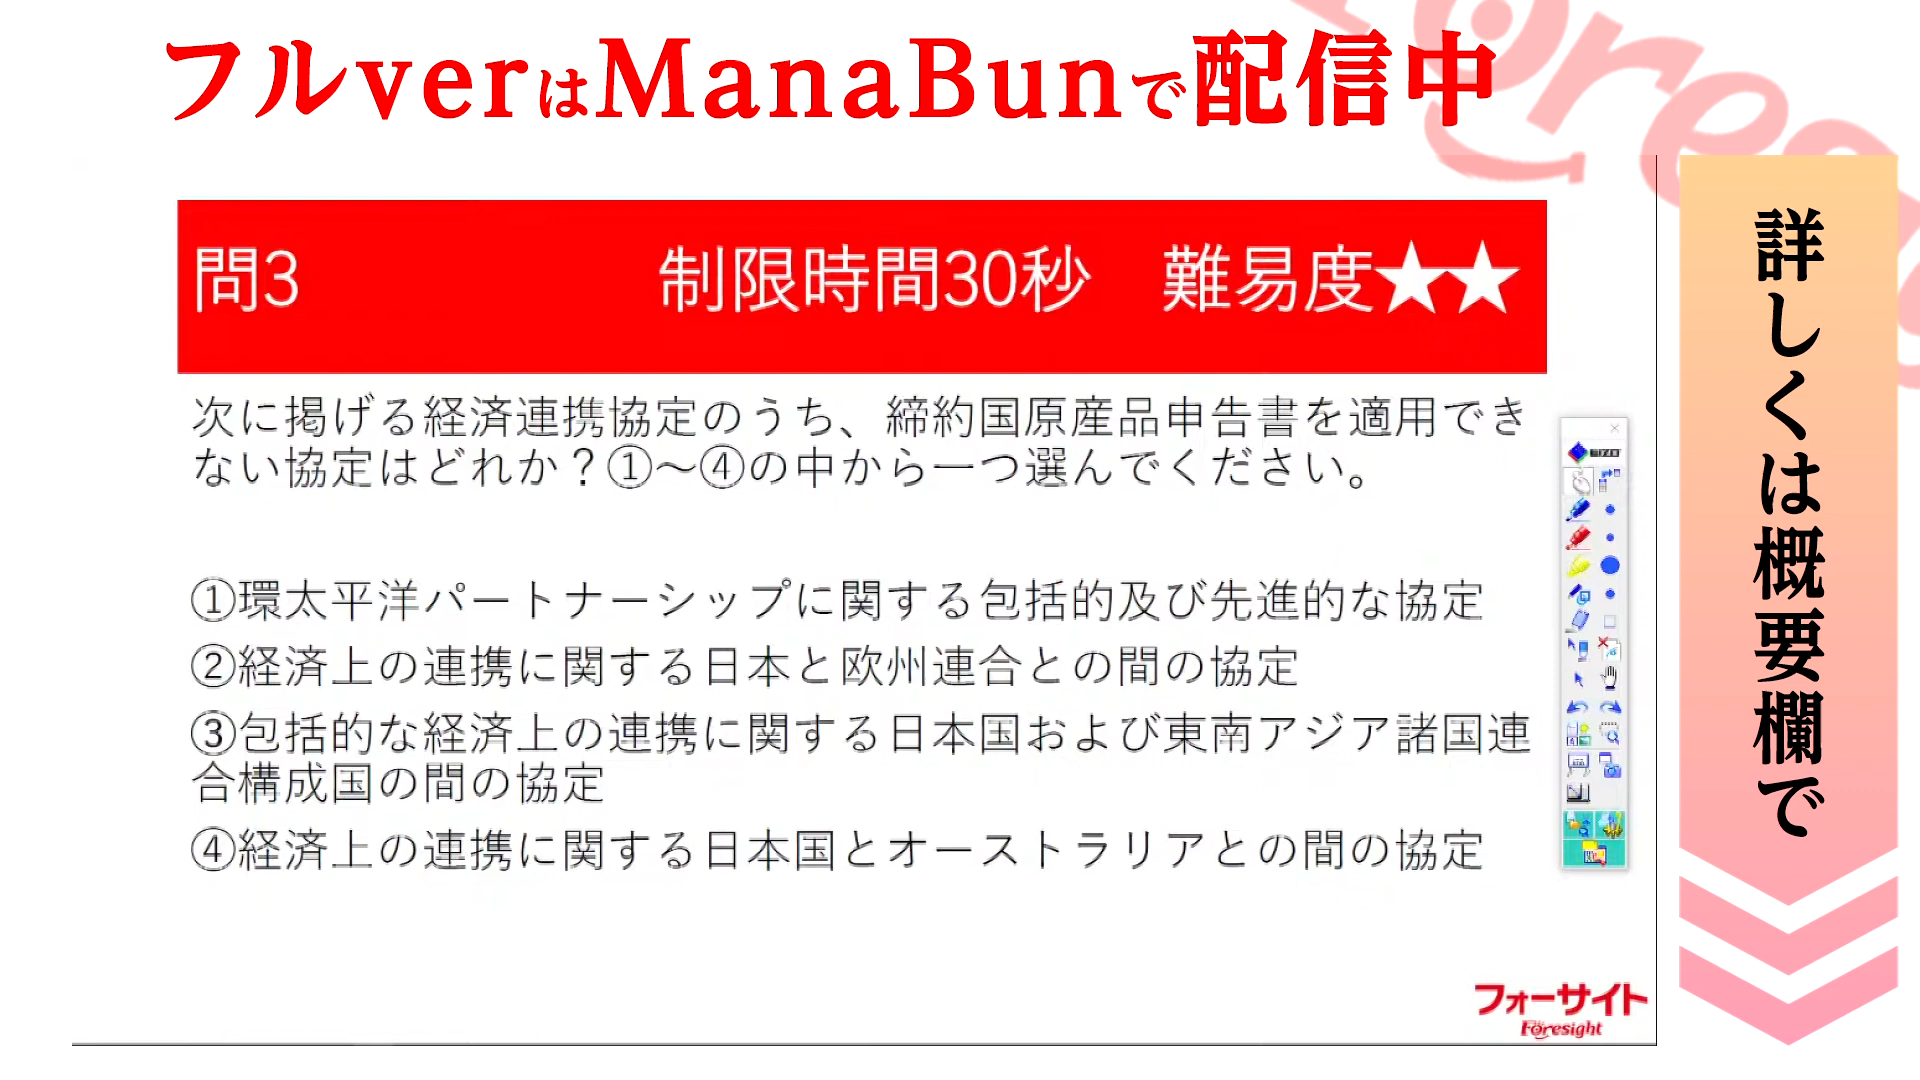 フルverはManaBunで配信中
問3 制限時間30秒 難易度★★
次に掲げる経済連携協定のうち、締約国原産品申告書を適用でき
ない協定はどれか？①～④の中から一つ選んでください。
①環太平洋パートナーシップに関する包括的及び先進的な協定
②経済上の連携に関する日本と欧州連合との間の協定
③包括的な経済上の連携に関する日本国および東南アジア諸国連
合構成国の間の協定
④経済上の連携に関する日本国とオーストラリアとの間の協定
詳しくは概要欄で
フォーサイト
Foresight